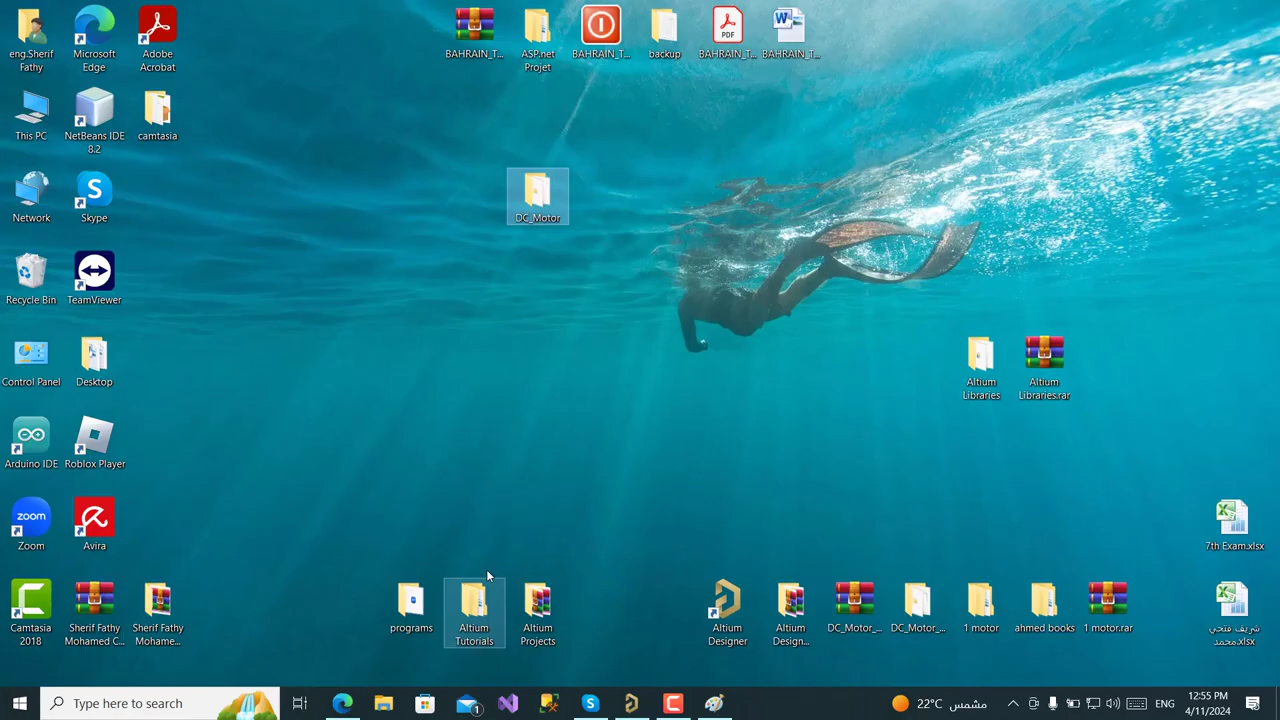 eng.Sherif
Fathy
Microsoft
Edge
Adobe
Acrobat
BAHRAIN_T...
ASP.net
Projet
BAHRAIN_T...
backup
PDF
BAHRAIN_T...
W
BAHRAIN_T...
This PC
NetBeans IDE
8.2
camtasia
Network
S
Skype
DC_Motor
Recycle Bin
TeamViewer
Control Panel
Desktop
Altium
Libraries
Altium
Libraries.rar
Arduino IDE
Roblox Player
zoom
Zoom
Avira
7th Exam.xlsx
Camtasia
2018
Sherif Fathy
Mohamed C...
Sherif Fathy
Mohame...
programs
Altium
Tutorials
Altium
Projects
Altium
Designer
Altium
Design...
DC_Motor_...
DC_Motor_...
1 motor
ahmed books
1 motor.rar
شريف فتحي
محمد.xlsx
Type here to search
1
S
22°C مشمس
ENG
12:55 PM
4/11/2024